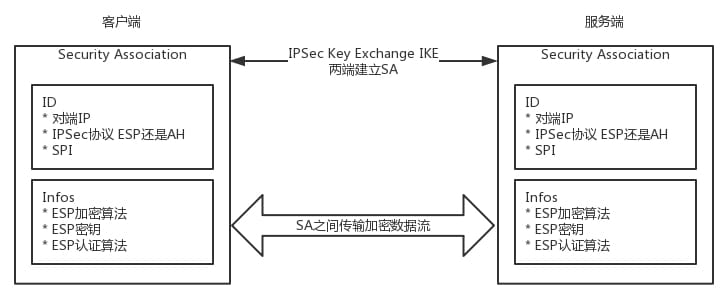 客户端
服务端
Security Association
IPSec Key Exchange IKE
两端建立SA
Security Association
ID
* 对端IP
* IPSec协议 ESP还是AH
* SPI
ID
* 对端IP
* IPSec协议 ESP还是AH
* SPI
Infos
* ESP加密算法
* ESP密钥
* ESP认证算法
SA之间传输加密数据流
Infos
* ESP加密算法
* ESP密钥
* ESP认证算法